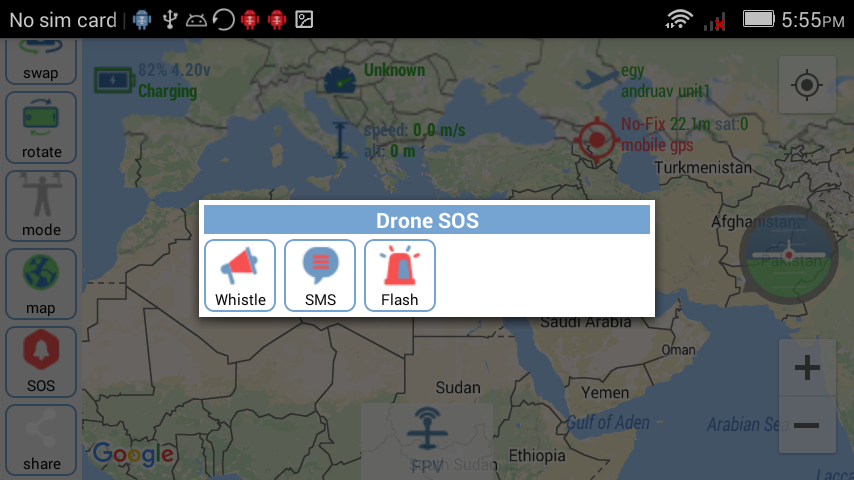 No sim card
5:55PM
swap
82% 4.20v
Charging
Unknown
egy
andruav unit1
No-Fix 22.1m sat:0
mobile gps
speed: 0.0 m/s
alt: 0 m
rotate
Turkmenistan
mode
Afghanistan
Drone SOS
Pakistan
Whistle
SMS
Flash
map
Saudi Arabia
Oman
SOS
Sudan
Yemen
Gulf of Aden
Arabian Sea
share
Google
FPV
South Sudan
Ethiopia
Lacca